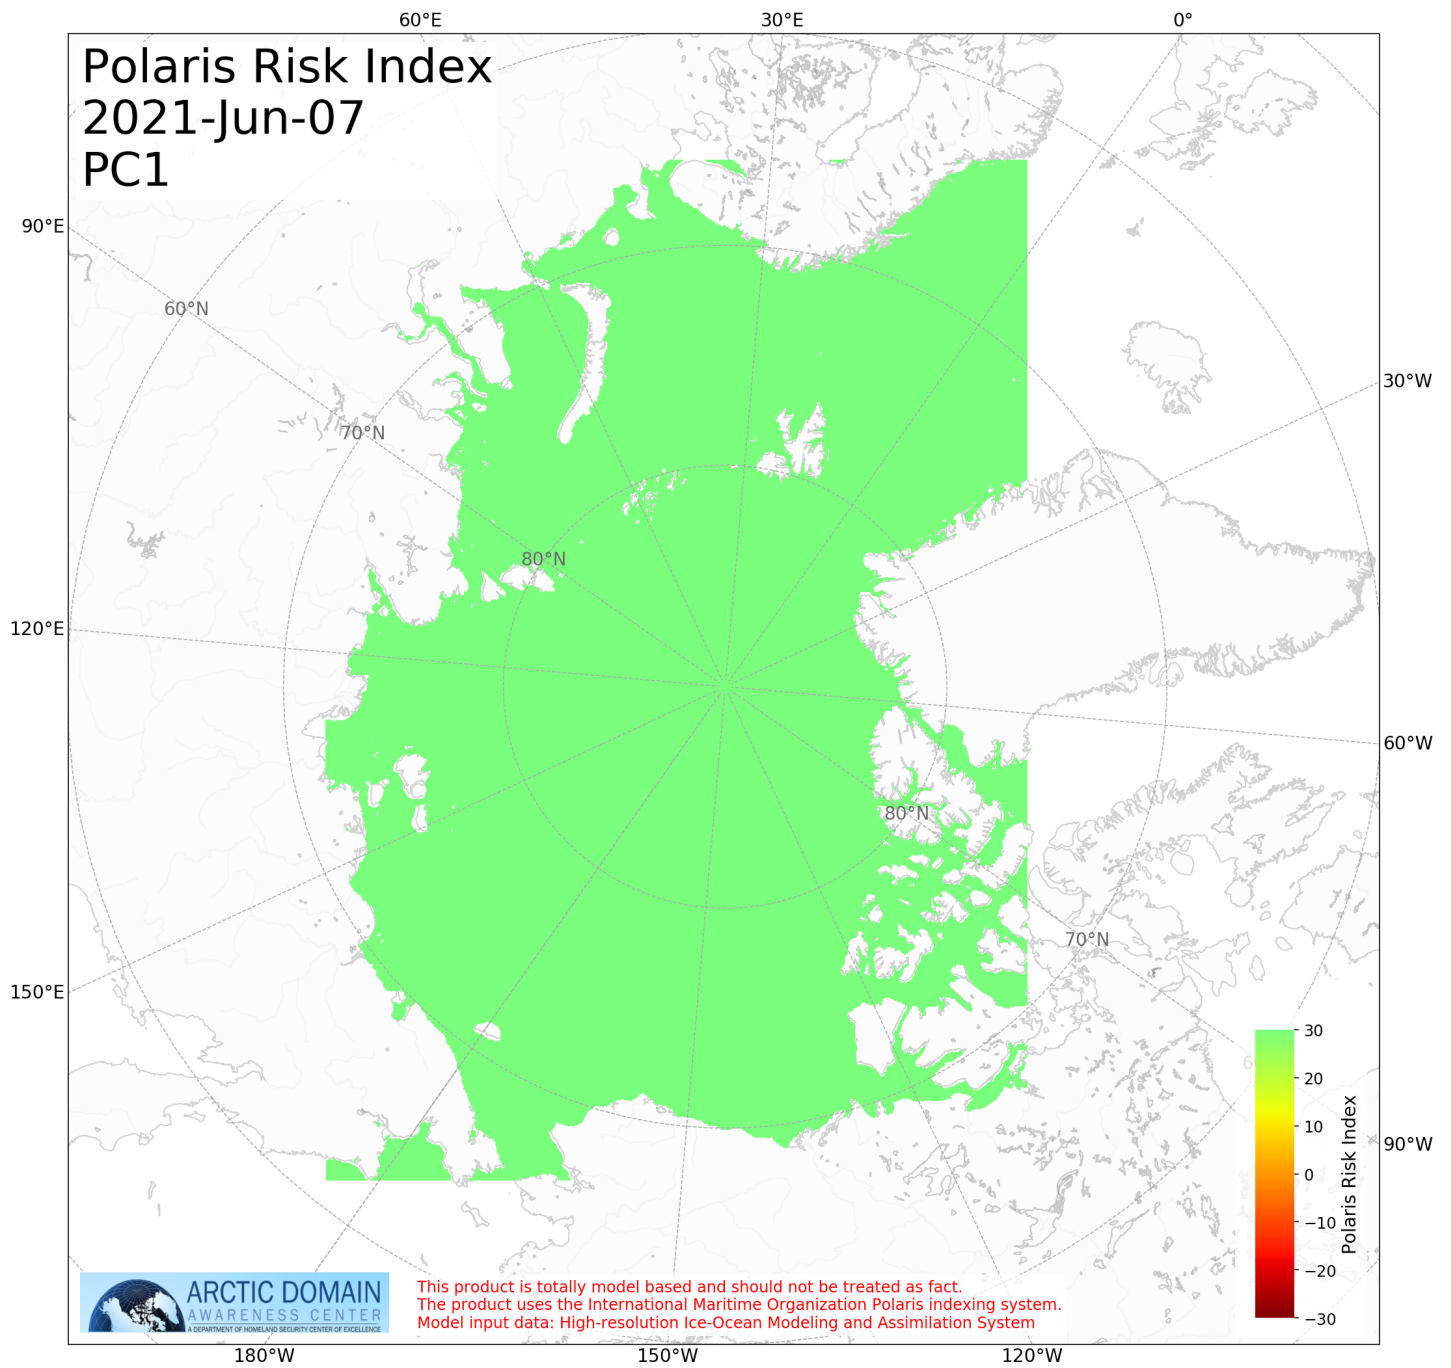 60°E 30°E 0°
Polaris Risk Index
2021-Jun-07
PC1
90°E
60°N
30°W
70°N
80°N
120°E
60°W
80°N
70°N
150°E
30
20
10
0
−10
−20
−30
Polaris Risk Index
90°W
ARCTIC DOMAIN
AWARENESS CENTER
A DEPARTMENT OF HOMELAND SECURITY CENTER OF EXCELLENCE
This product is totally model based and should not be treated as fact.
The product uses the International Maritime Organization Polaris indexing system.
Model input data: High-resolution Ice-Ocean Modeling and Assimilation System
180°W 150°W 120°W